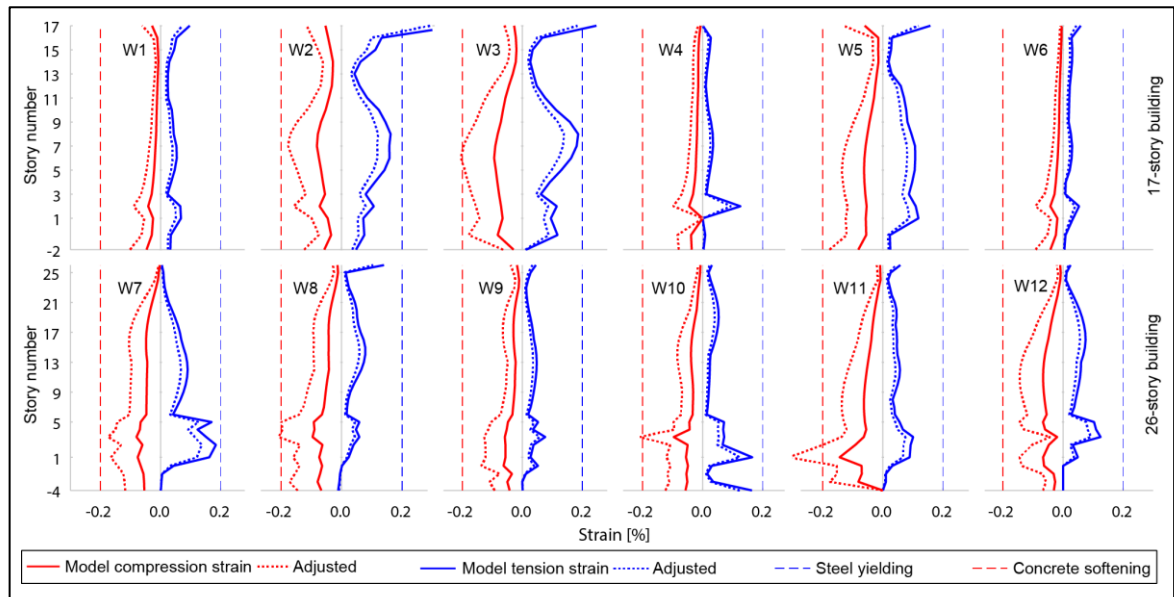 17
W1
W2
W3
W4
W5
W6
15
13
11
9
7
5
3
1
-2
Story number
17-story building
25
W7
W8
W9
W10
W11
W12
21
17
13
9
5
1
-4
Story number
26-story building
-0.2 0.0 0.2 -0.2 0.0 0.2 -0.2 0.0 0.2 -0.2 0.0 0.2 -0.2 0.0 0.2 -0.2 0.0 0.2
Strain [%]
Model compression strain Adjusted Model tension strain Adjusted Steel yielding Concrete softening